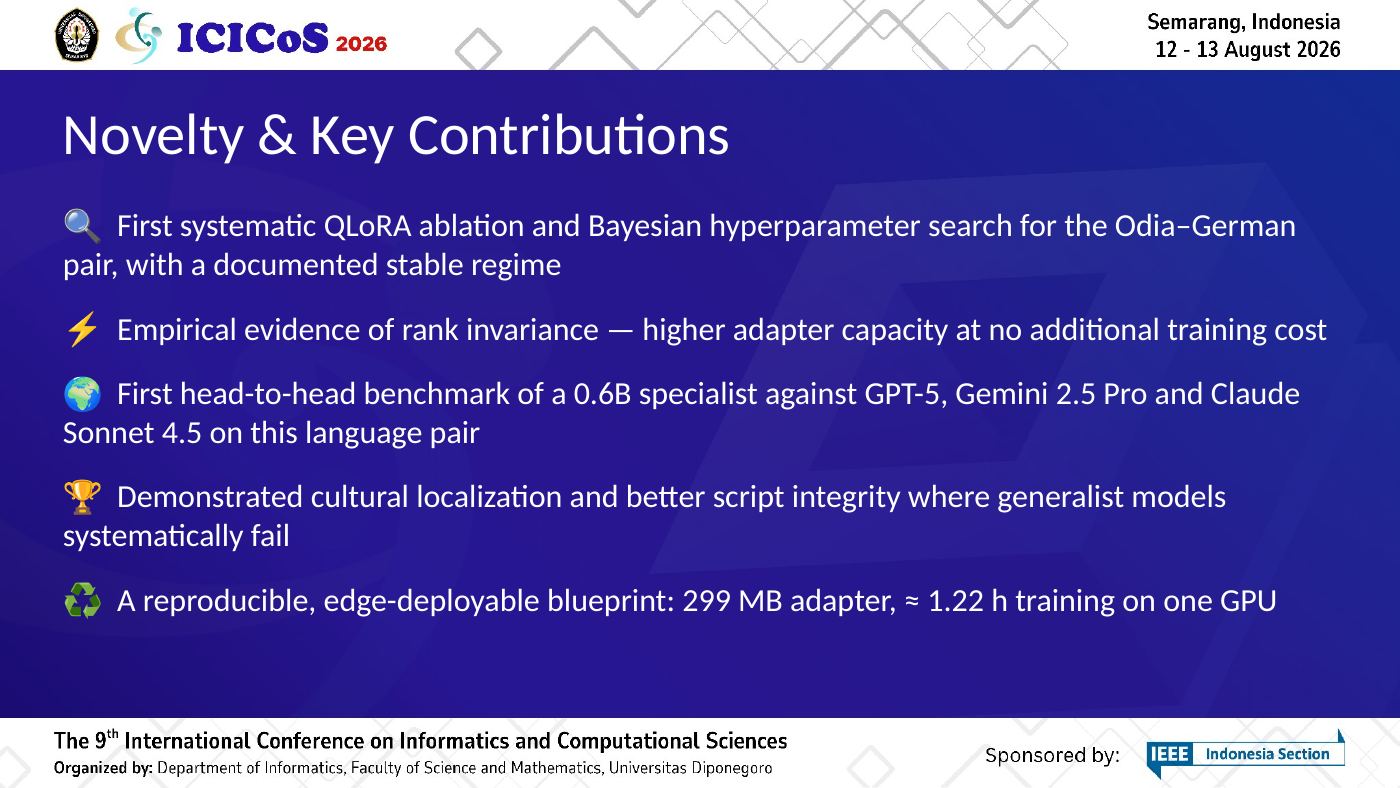 ICICoS 2026
Semarang, Indonesia
12 - 13 August 2026
Novelty & Key Contributions
🔍 First systematic QLoRA ablation and Bayesian hyperparameter search for the Odia–German
pair, with a documented stable regime
⚡ Empirical evidence of rank invariance — higher adapter capacity at no additional training cost
🌍 First head-to-head benchmark of a 0.6B specialist against GPT-5, Gemini 2.5 Pro and Claude
Sonnet 4.5 on this language pair
🏆 Demonstrated cultural localization and better script integrity where generalist models
systematically fail
♻️ A reproducible, edge-deployable blueprint: 299 MB adapter, ≈ 1.22 h training on one GPU
The 9th International Conference on Informatics and Computational Sciences
Organized by: Department of Informatics, Faculty of Science and Mathematics, Universitas Diponegoro
Sponsored by:
IEEE Indonesia Section